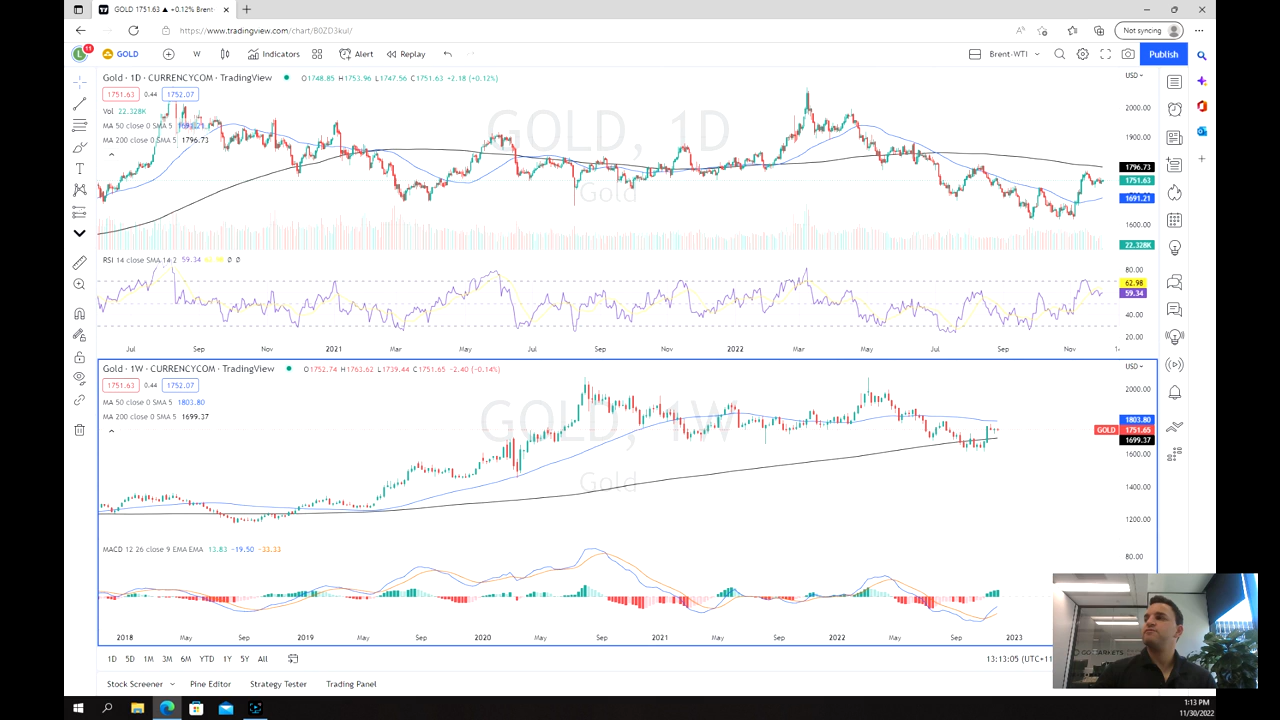 GOLD 1751.63 ▲ +0.12% Brent-
https://www.tradingview.com/chart/B0ZD3kul/
Not syncing
L 11 GOLD W Indicators Alert Replay Brent-WTI Publish
Gold · 1D · CURRENCYCOM · TradingView O1748.85 H1753.96 L1747.56 C1751.63 +2.18 (+0.12%)
USD
1751.63 0.44 1752.07
Vol 22.328K
MA 50 close 0 SMA 5 1691.21
MA 200 close 0 SMA 5 1796.73
GOLD, 1D
Gold
2000.00
1900.00
1796.73
1751.63
1691.21
1600.00
22.328K
RSI 14 close SMA 14 2 59.34 Ø Ø
80.00
62.98
59.34
40.00
20.00
Jul Sep Nov 2021 Mar May Jul Sep Nov 2022 Mar May Jul Sep Nov
Gold · 1W · CURRENCYCOM · TradingView O1752.74 H1763.62 L1739.44 C1751.65 -2.40 (-0.14%)
USD
1751.63 0.44 1752.07
MA 50 close 0 SMA 5 1803.80
MA 200 close 0 SMA 5 1699.37
GOLD, 1W
Gold
2000.00
1803.80
GOLD 1751.65
1699.37
1600.00
1400.00
1200.00
MACD 12 26 close 9 EMA EMA 13.83 -19.50 -33.33
80.00
2018 May Sep 2019 May Sep 2020 May Sep 2021 May Sep 2022 May Sep 2023
1D 5D 1M 3M 6M YTD 1Y 5Y All
13:13:05 (UTC+11
Stock Screener Pine Editor Strategy Tester Trading Panel
1:13 PM
11/30/2022